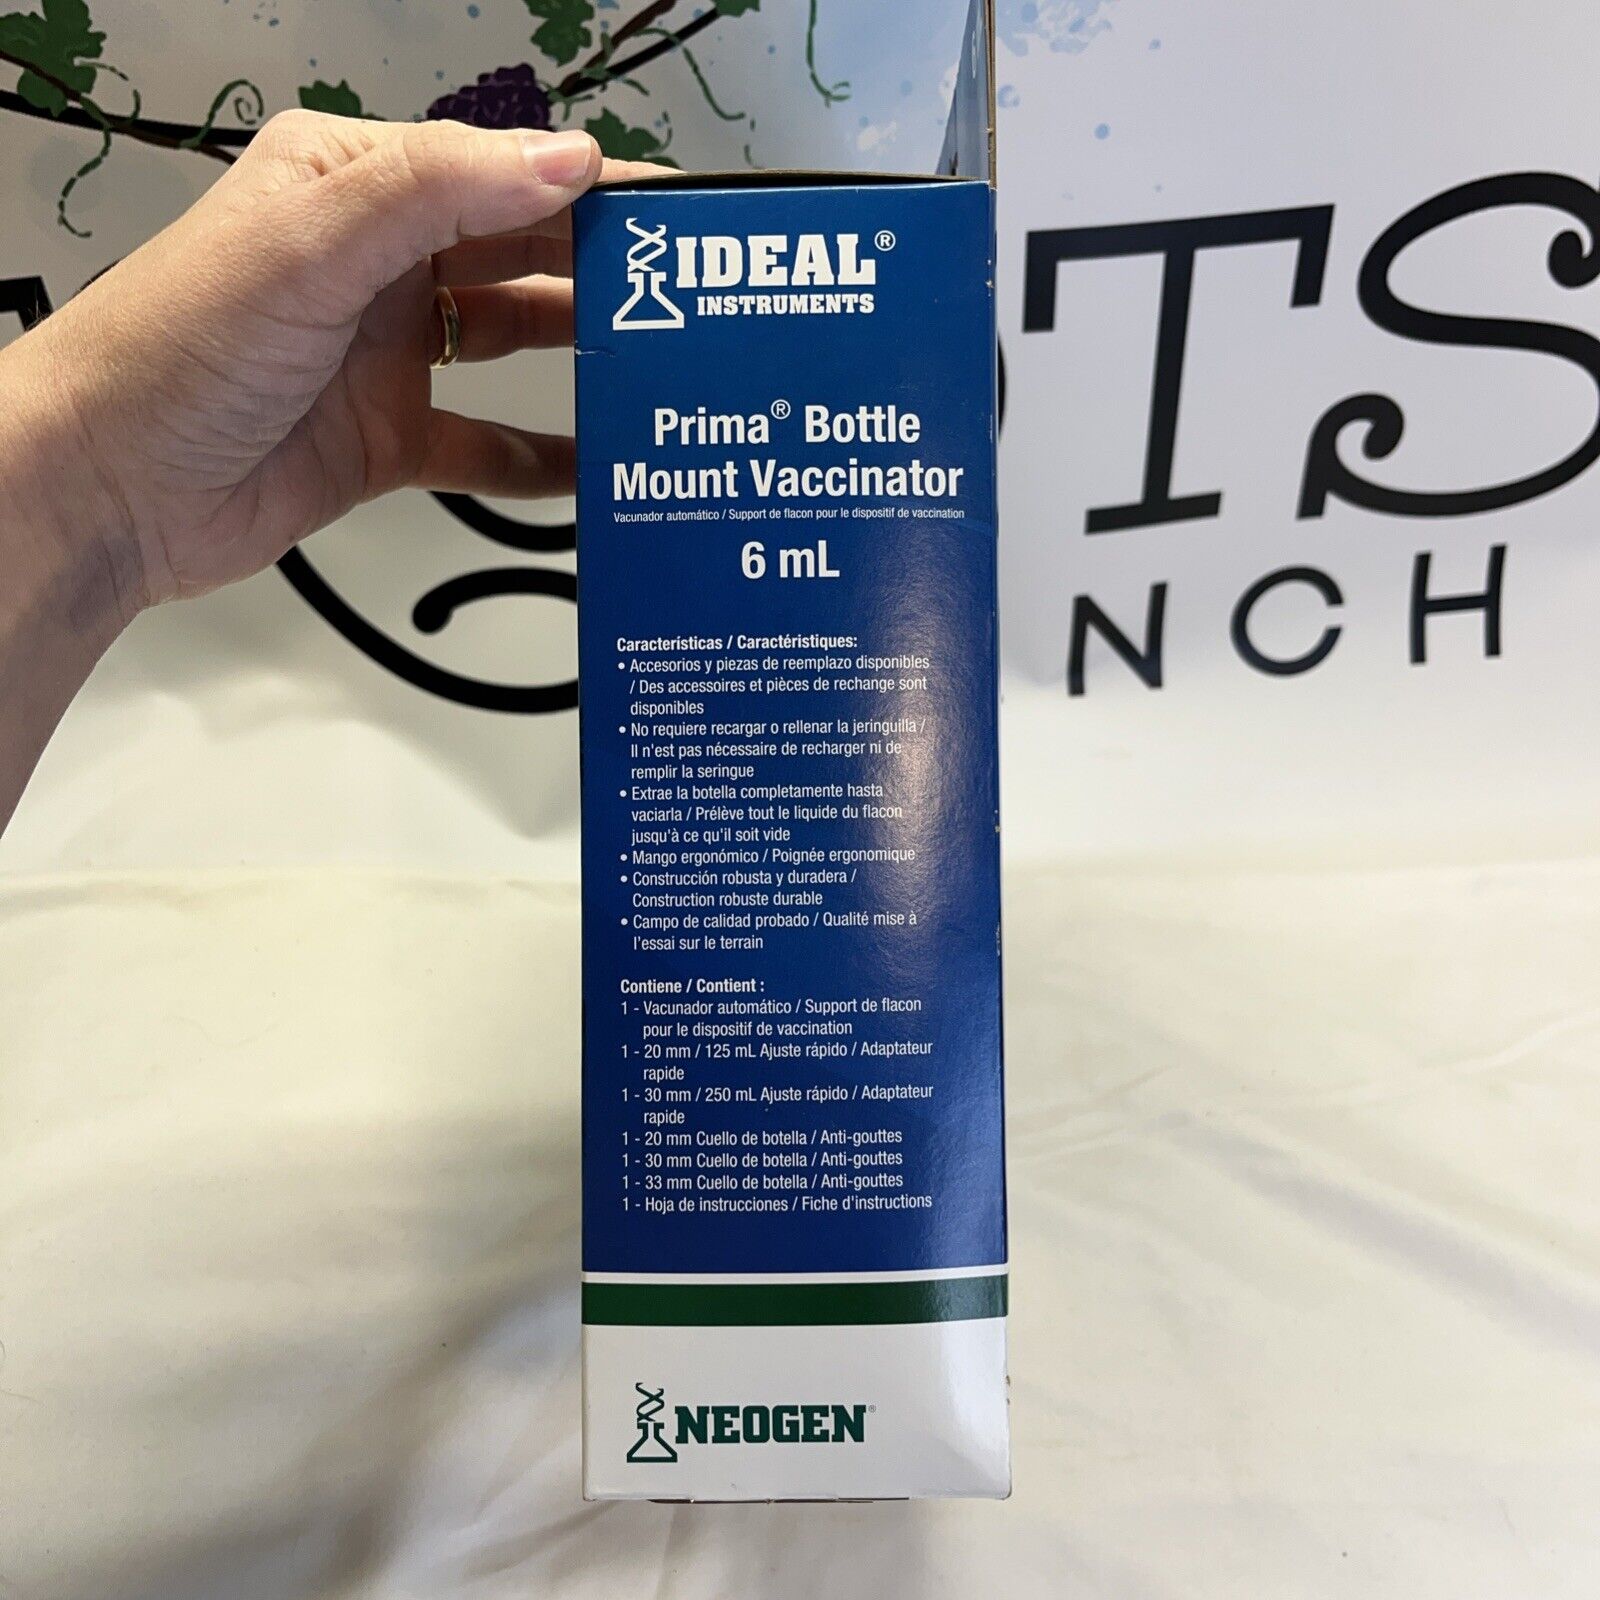 IDEAL®
INSTRUMENTS
Prima® Bottle
Mount Vaccinator
Vacunador automático / Support de flacon pour le dispositif de vaccination
6 mL
Características / Caractéristiques:
• Accesorios y piezas de reemplazo disponibles
/ Des accessoires et pièces de rechange sont
disponibles
• No requiere recargar o rellenar la jeringuilla /
Il n'est pas nécessaire de recharger ni de
remplir la seringue
• Extrae la botella completamente hasta
vaciarla / Prélève tout le liquide du flacon
jusqu'à ce qu'il soit vide
• Mango ergonómico / Poignée ergonomique
• Construcción robusta y duradera /
Construction robuste durable
• Campo de calidad probado / Qualité mise à
l'essai sur le terrain
Contiene / Contient :
1 - Vacunador automático / Support de flacon
pour le dispositif de vaccination
1 - 20 mm / 125 mL Ajuste rápido / Adaptateur
rapide
1 - 30 mm / 250 mL Ajuste rápido / Adaptateur
rapide
1 - 20 mm Cuello de botella / Anti-gouttes
1 - 30 mm Cuello de botella / Anti-gouttes
1 - 33 mm Cuello de botella / Anti-gouttes
1 - Hoja de instrucciones / Fiche d'instructions
NEOGEN®
OTS
NCH